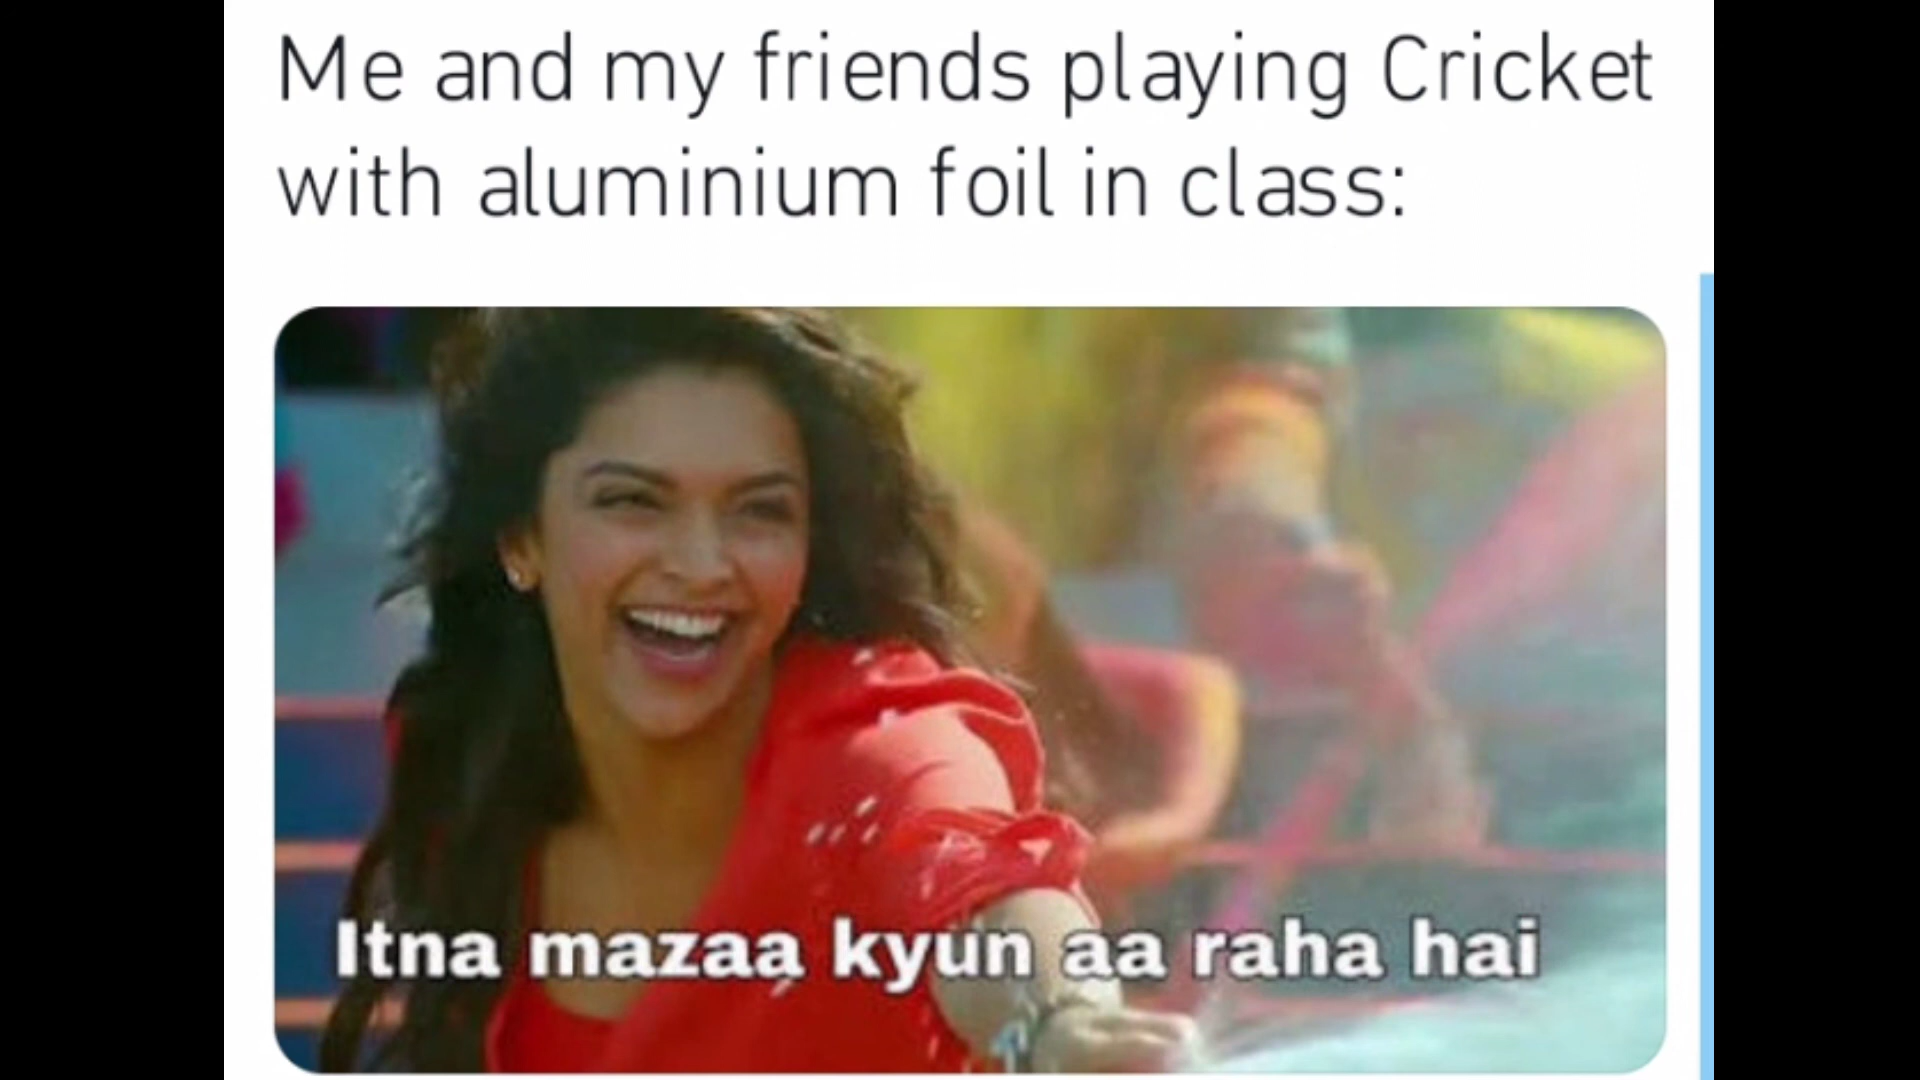 Me and my friends playing Cricket
with aluminium foil in class:
Itna mazaa kyun aa raha hai